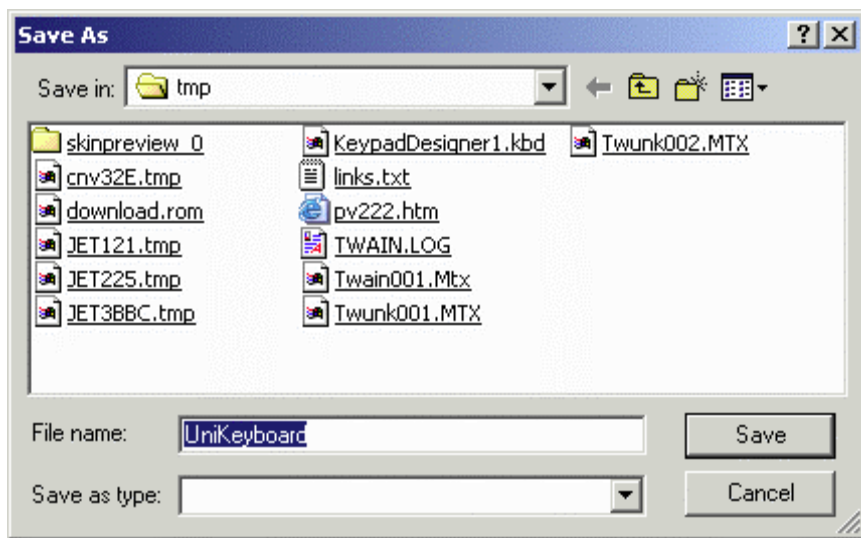 Save As
Save in: tmp
skinpreview_0 KeypadDesigner1.kbd Twunk002.MTX
cnv32E.tmp links.txt
download.rom pv222.htm
JET121.tmp TWAIN.LOG
JET225.tmp Twain001.Mtx
JET3BBC.tmp Twunk001.MTX
File name: UniKeyboard Save
Save as type: Cancel